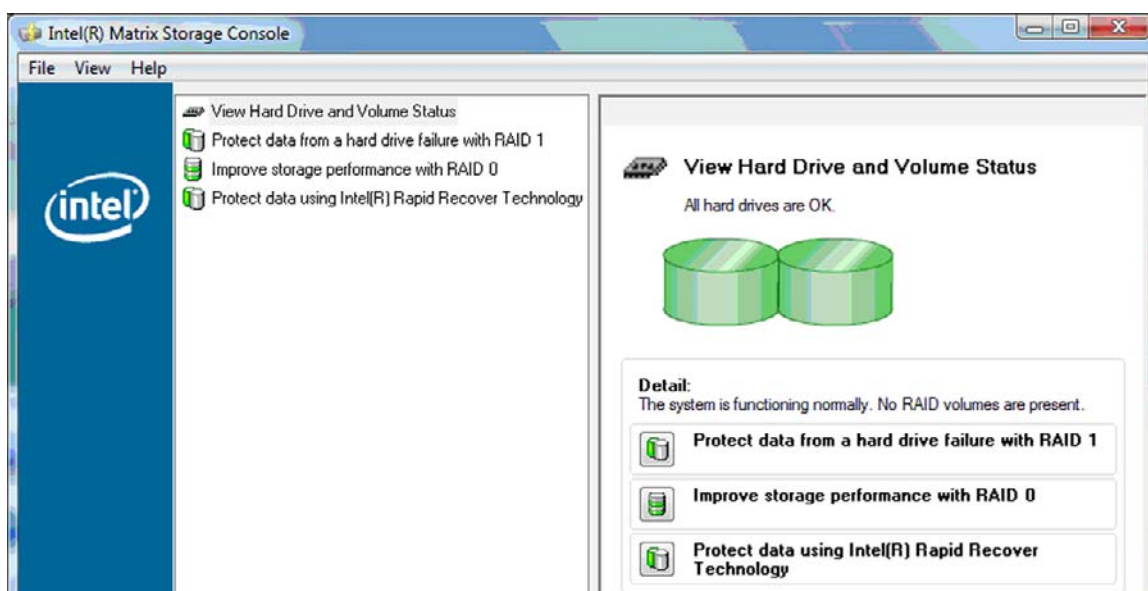 Intel(R) Matrix Storage Console
File View Help
intel
View Hard Drive and Volume Status
Protect data from a hard drive failure with RAID 1
Improve storage performance with RAID 0
Protect data using Intel(R) Rapid Recover Technology
View Hard Drive and Volume Status
All hard drives are OK.
Detail:
The system is functioning normally. No RAID volumes are present.
Protect data from a hard drive failure with RAID 1
Improve storage performance with RAID 0
Protect data using Intel(R) Rapid Recover
Technology